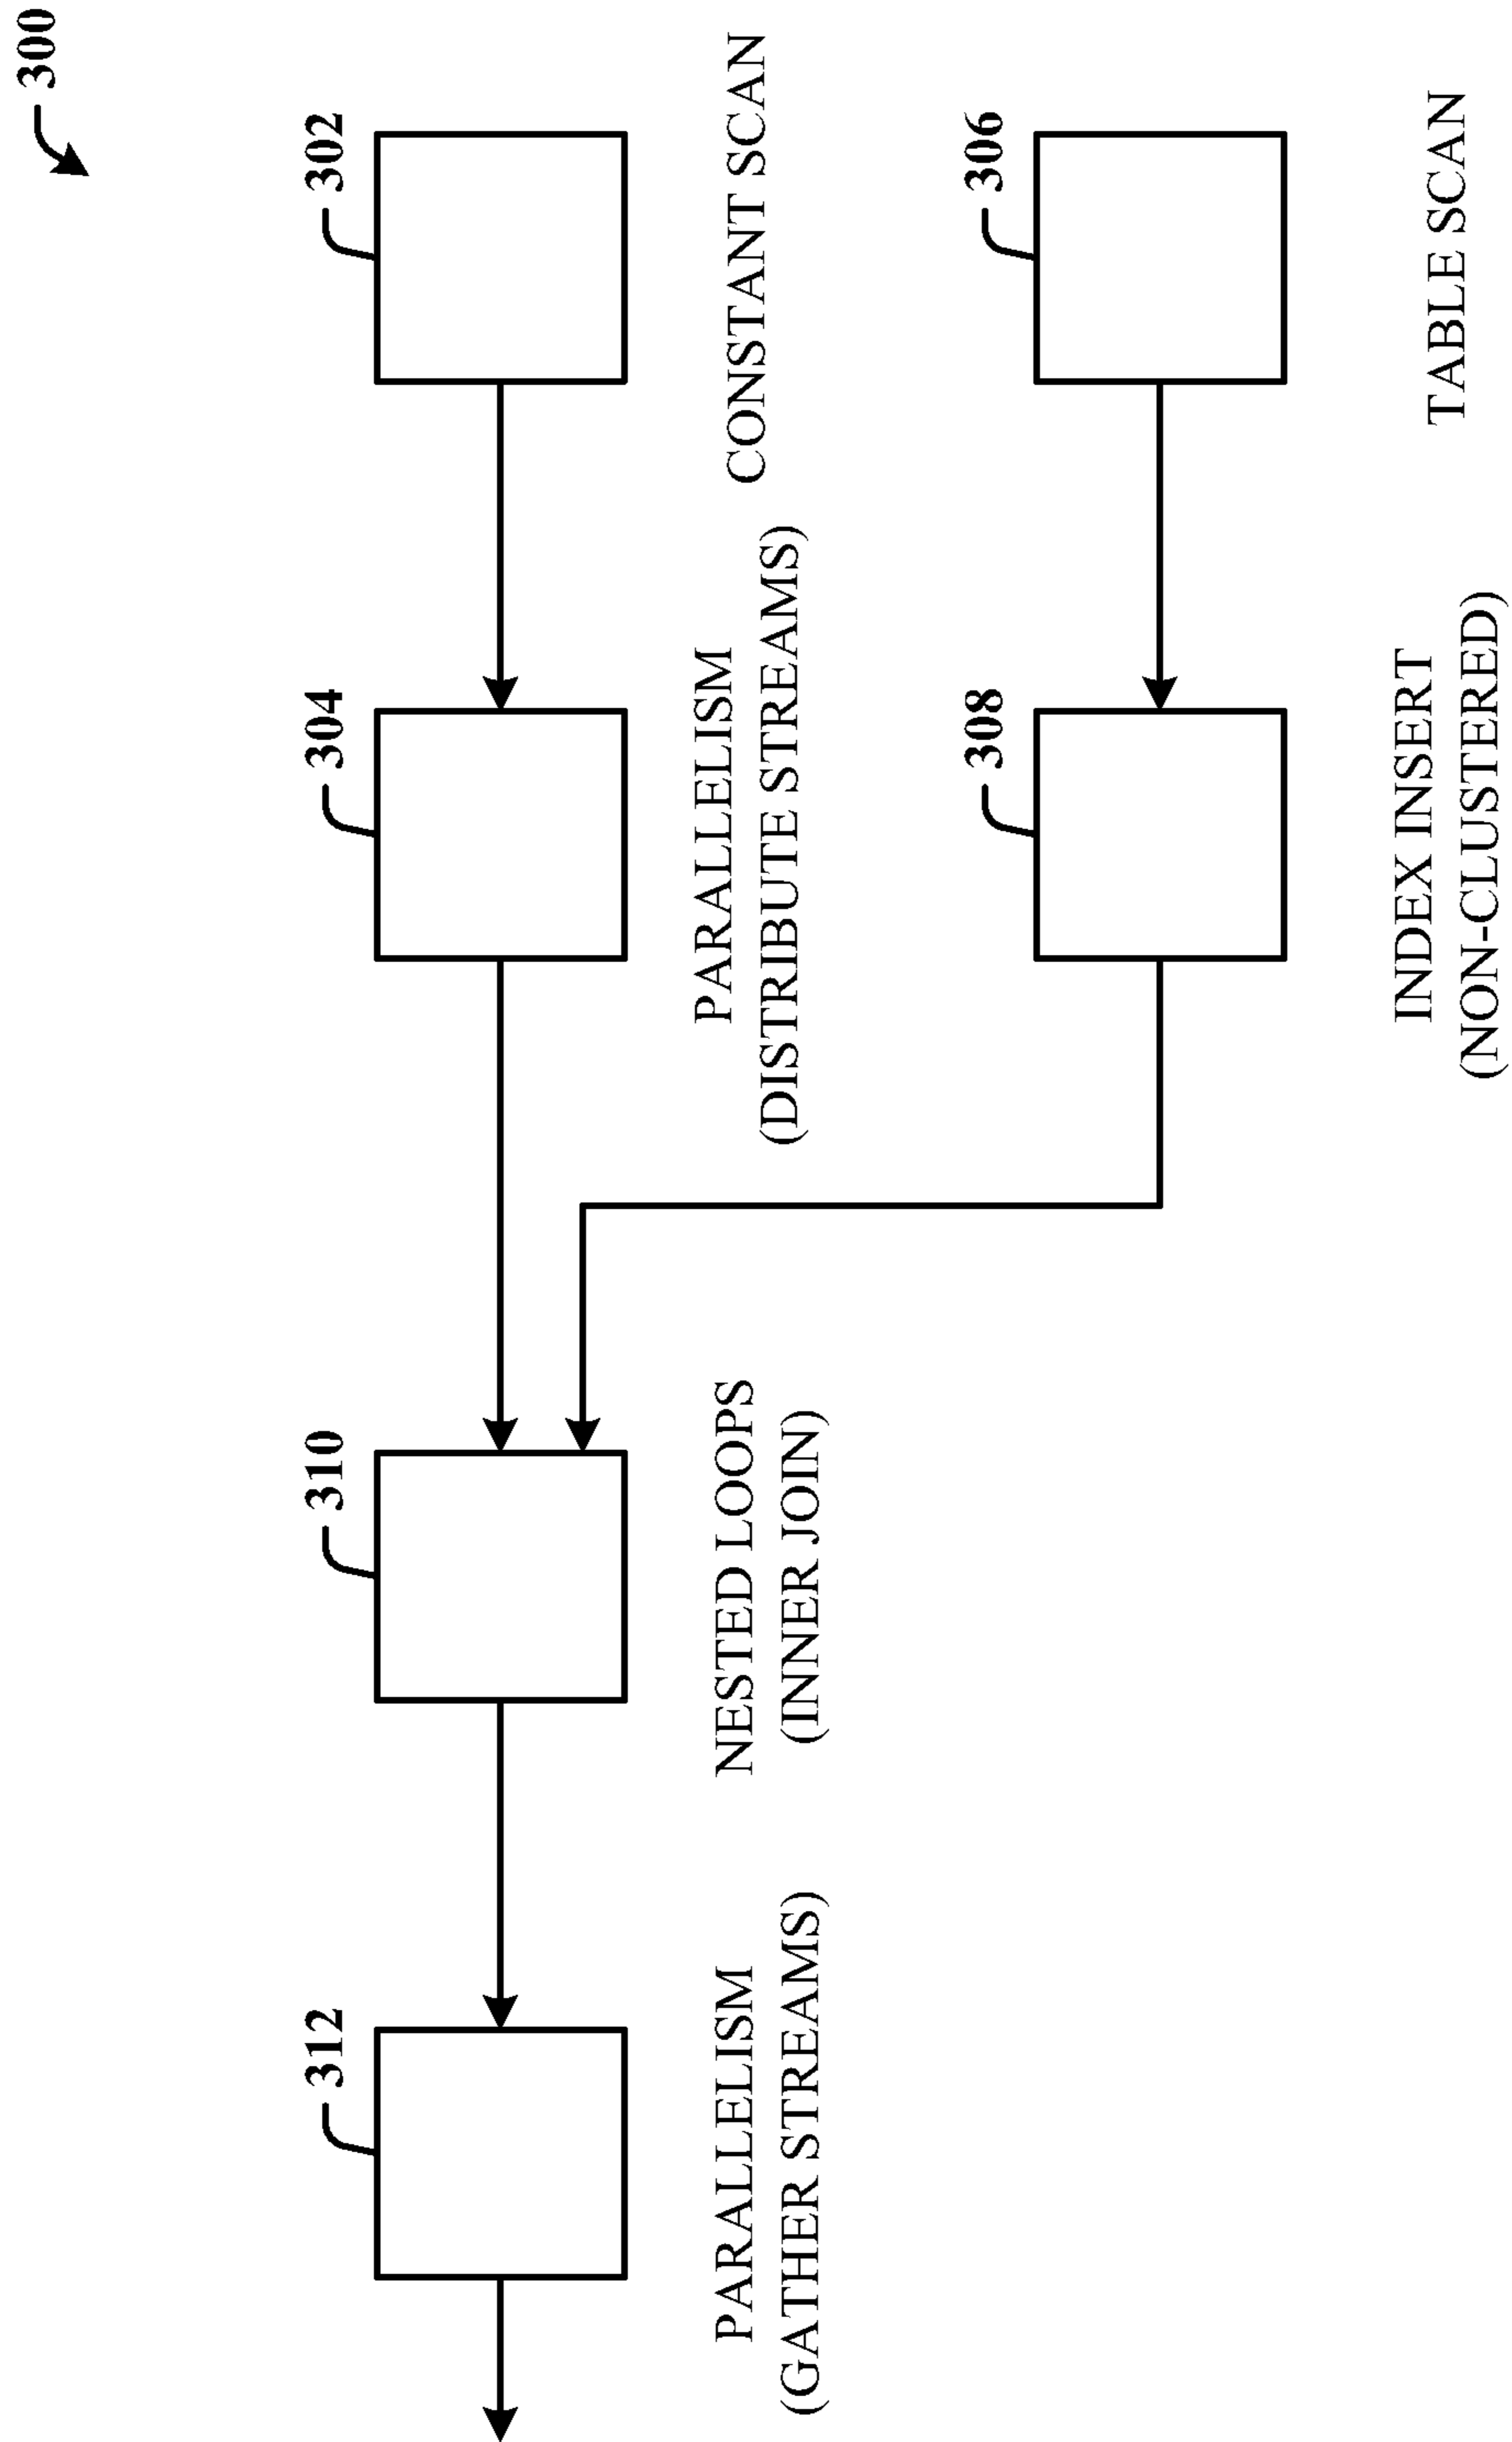 300
312
310
304
302
PARALLELISM
(GATHER STREAMS)
NESTED LOOPS
(INNER JOIN)
PARALLELISM
(DISTRIBUTE STREAMS)
CONSTANT SCAN
308
306
INDEX INSERT
(NON-CLUSTERED)
TABLE SCAN